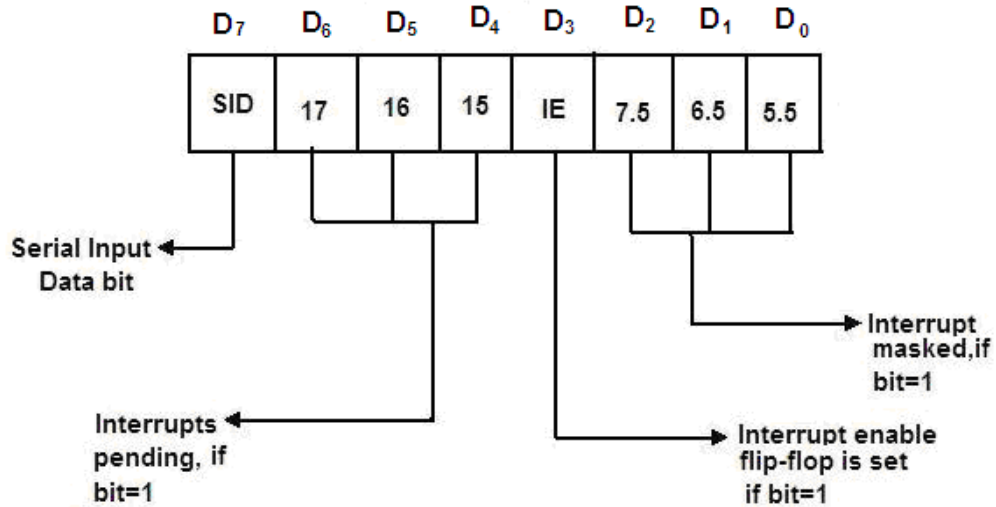 D7 D6 D5 D4 D3 D2 D1 D0
SID 17 16 15 IE 7.5 6.5 5.5
Serial Input
Data bit
Interrupt
masked,if
bit=1
Interrupts
pending, if
bit=1
Interrupt enable
flip-flop is set
if bit=1